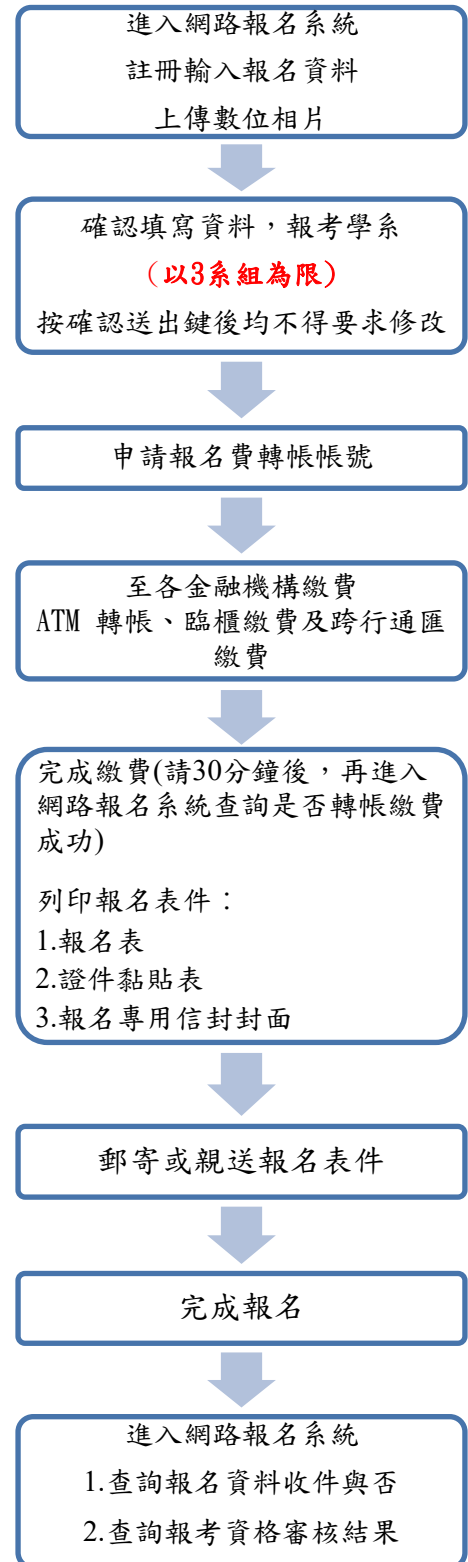 進入網路報名系統
註冊輸入報名資料
上傳數位相片
確認填寫資料，報考學系
(以3系組為限)
按確認送出鍵後均不得要求修改
申請報名費轉帳帳號
至各金融機構繳費
ATM 轉帳、臨櫃繳費及跨行通匯
繳費
完成繳費(請30分鐘後，再進入
網路報名系統查詢是否轉帳繳費
成功)
列印報名表件：
1.報名表
2.證件黏貼表
3.報名專用信封封面
郵寄或親送報名表件
完成報名
進入網路報名系統
1.查詢報名資料收件與否
2.查詢報考資格審核結果